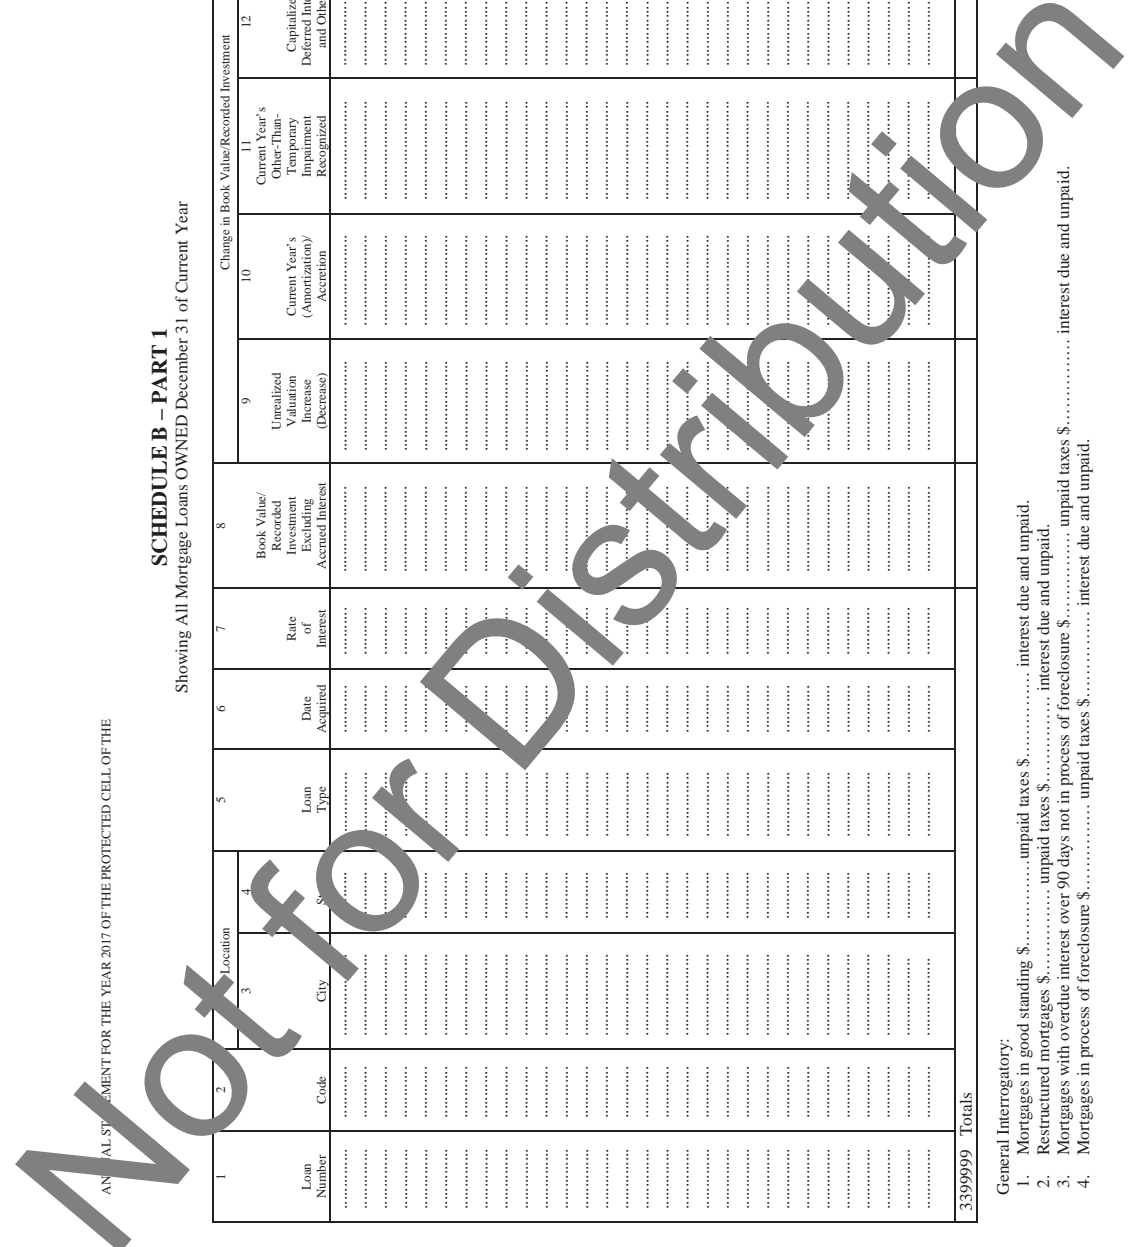 ANNUAL STATEMENT FOR THE YEAR 2017 OF THE PROTECTED CELL OF THE
SCHEDULE B – PART 1
Showing All Mortgage Loans OWNED December 31 of Current Year
1
Loan
Number
2
Code
Location
3
City
4
5
Loan
Type
6
Date
Acquired
7
Rate
of
Interest
8
Book Value/
Recorded
Investment
Excluding
Accrued Interest
Change in Book Value/Recorded Investment
9
Unrealized
Valuation
Increase
(Decrease)
10
Current Year's
(Amortization)/
Accretion
11
Current Year's
Other-Than-
Temporary
Impairment
Recognized
12
Deferred
and
3399999 Totals
General Interrogatory:
1. Mortgages in good standing $..............unpaid taxes $.............. interest due and unpaid.
2. Restructured mortgages $.............. unpaid taxes $.............. interest due and unpaid.
3. Mortgages with overdue interest over 90 days not in process of foreclosure $.............. unpaid taxes $.............. interest due and unpaid.
4. Mortgages in process of foreclosure $.............. unpaid taxes $.............. interest due and unpaid.
Not for Distribution